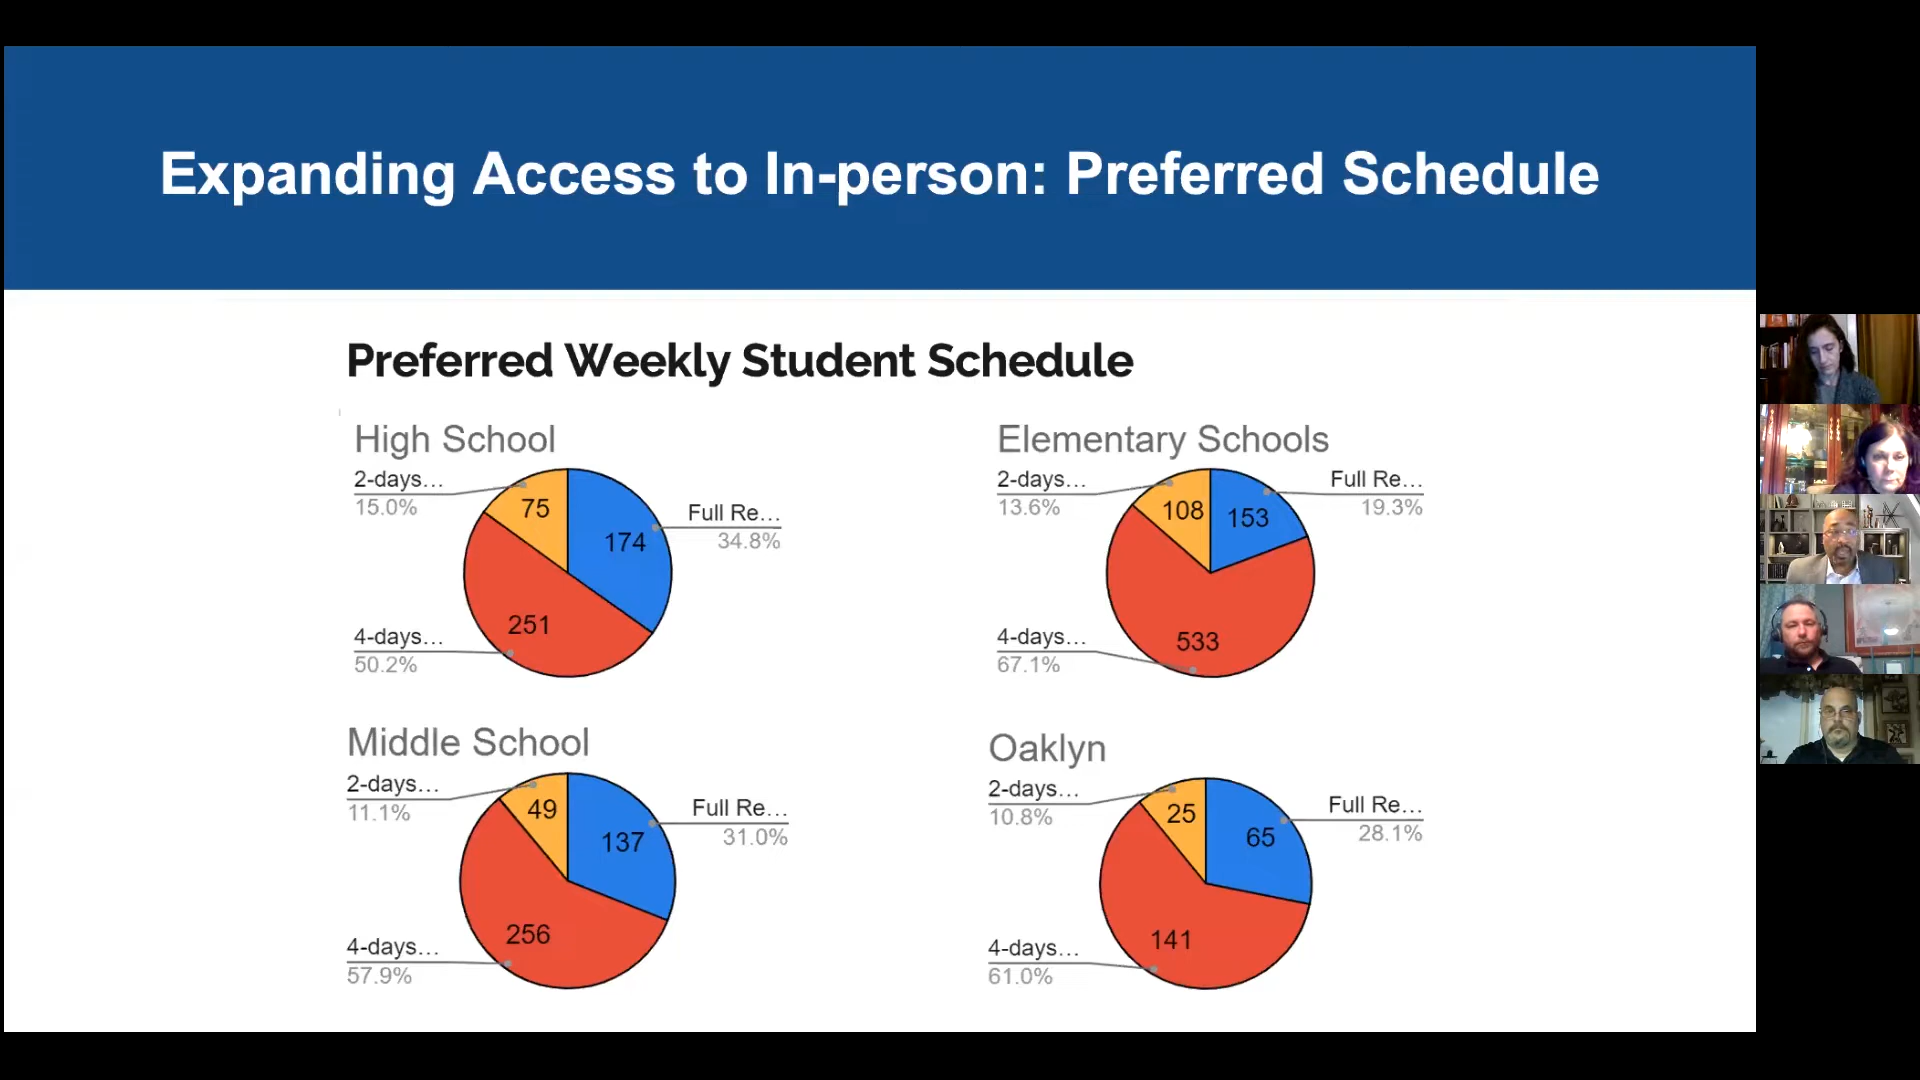 Expanding Access to In-person: Preferred Schedule
Preferred Weekly Student Schedule
High School
2-days...
15.0%
75
174
Full Re...
34.8%
251
4-days...
50.2%
Elementary Schools
2-days...
13.6%
108
153
Full Re...
19.3%
533
4-days...
67.1%
Middle School
2-days...
11.1%
49
137
Full Re...
31.0%
256
4-days...
57.9%
Oaklyn
2-days...
10.8%
25
65
Full Re...
28.1%
141
4-days...
61.0%